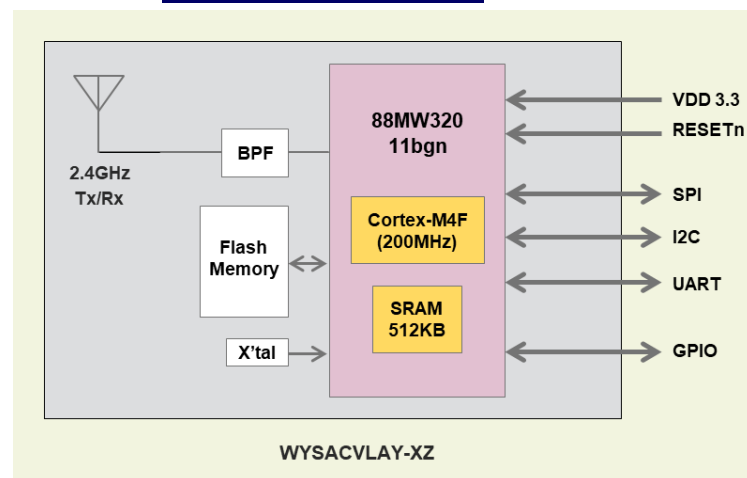 2.4GHz
Tx/Rx
BPF
Flash
Memory
X'tal
88MW320
11bgn
Cortex-M4F
(200MHz)
SRAM
512KB
VDD 3.3
RESETn
SPI
I2C
UART
GPIO
WYSACVLAY-XZ